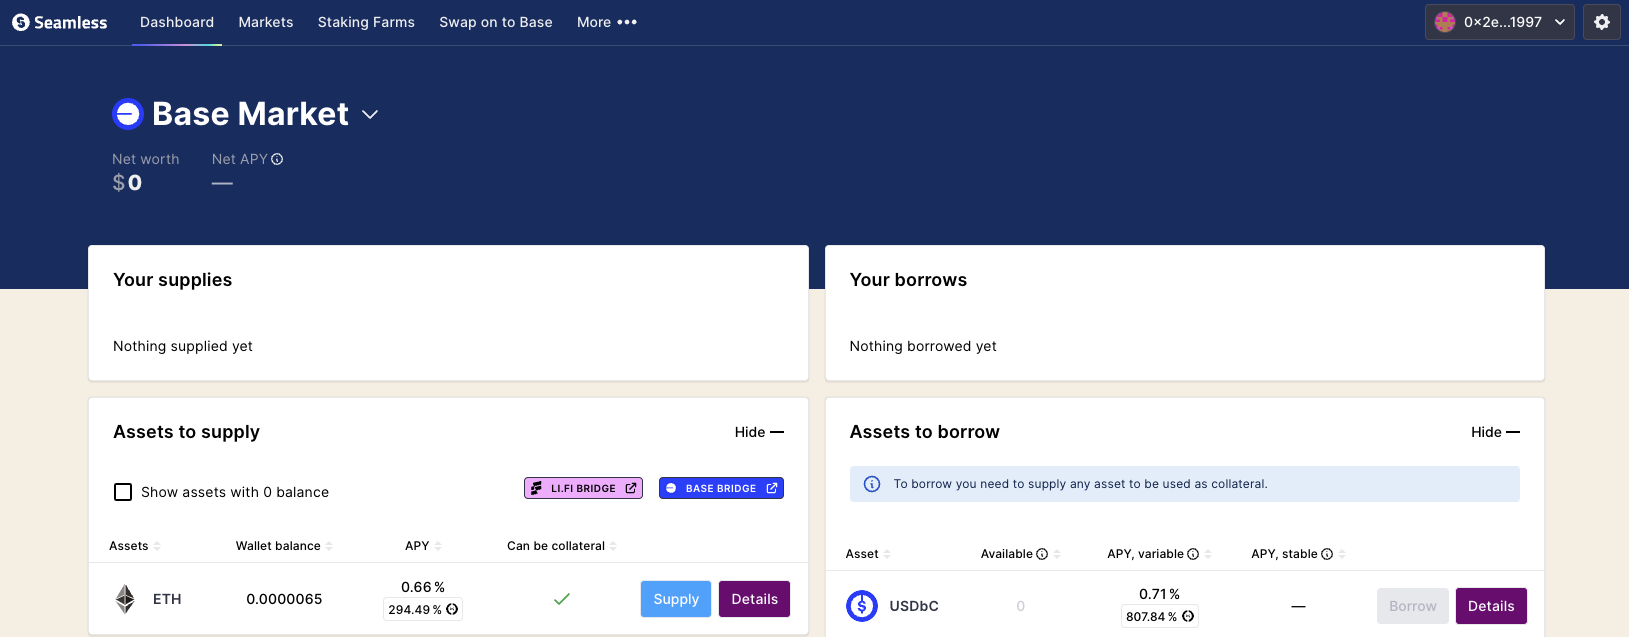 Seamless
Dashboard Markets Staking Farms Swap on to Base More •••
0x2e...1997
Base Market
Net worth Net APY
$0 —
Your supplies
Nothing supplied yet
Your borrows
Nothing borrowed yet
Assets to supply Hide —
Show assets with 0 balance LI.FI BRIDGE BASE BRIDGE
Assets Wallet balance APY Can be collateral
ETH 0.0000065 0.66 % Supply Details
294.49 %
Assets to borrow Hide —
To borrow you need to supply any asset to be used as collateral.
Asset Available APY, variable APY, stable
USDbC 0 0.71 % — Borrow Details
807.84 %